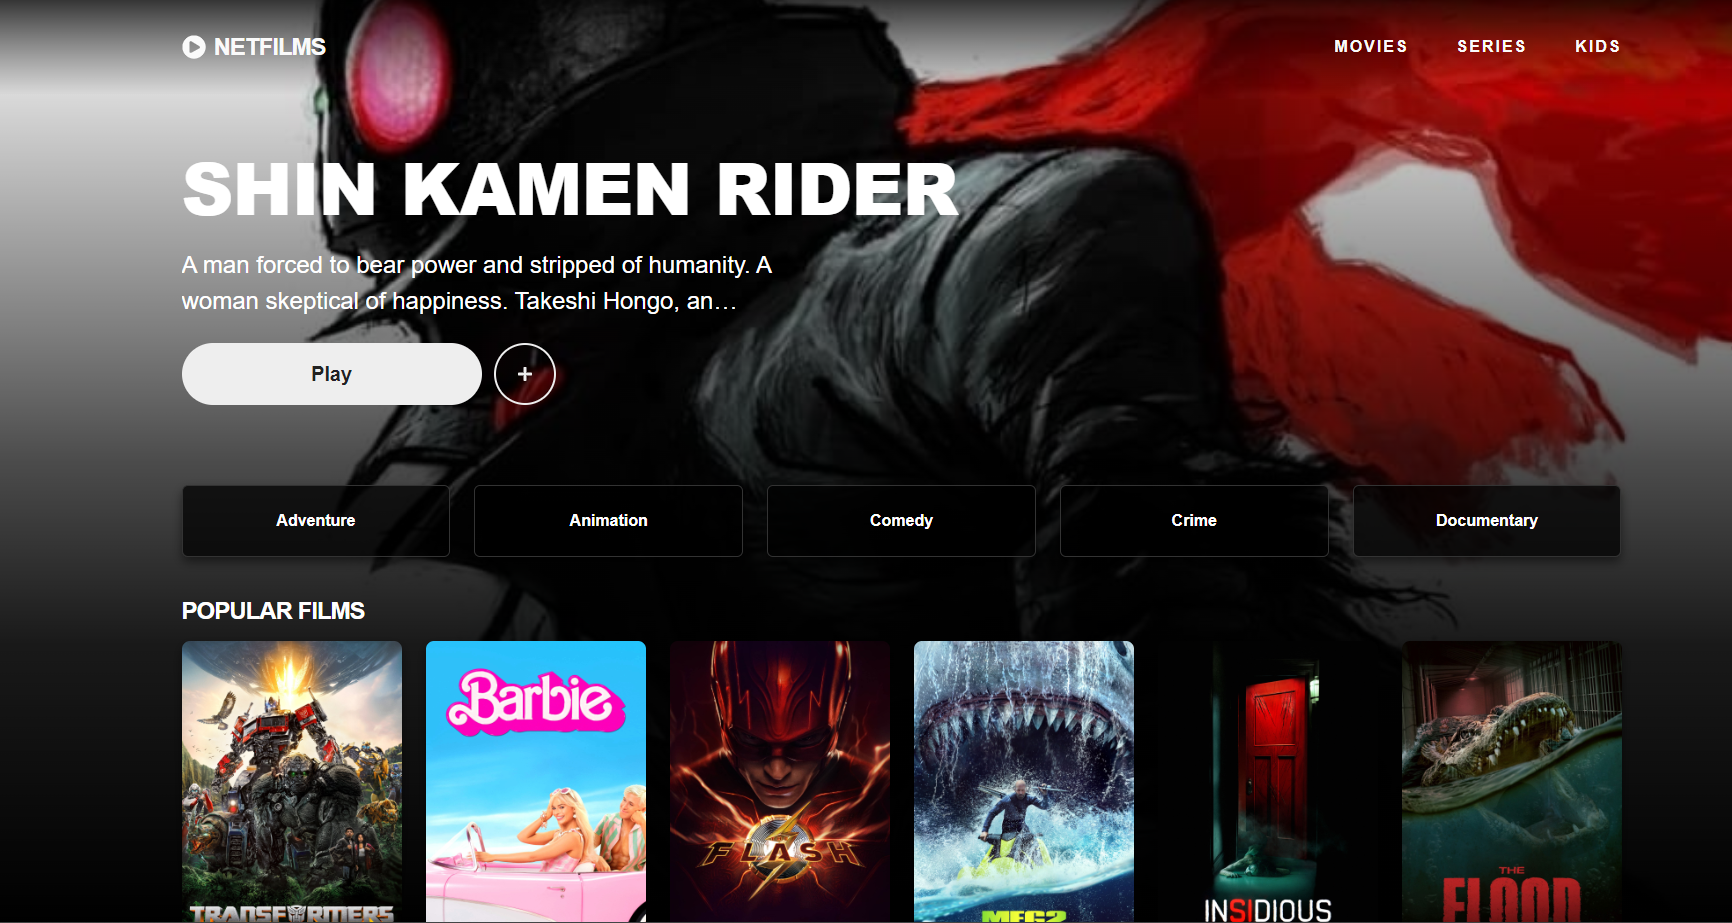 NETFILMS
MOVIES SERIES KIDS
SHIN KAMEN RIDER
A man forced to bear power and stripped of humanity. A
woman skeptical of happiness. Takeshi Hongo, an…
Play
+
Adventure Animation Comedy Crime Documentary
POPULAR FILMS
Barbie
FLASH
THE
FLOOD
TRANSFORMERS
MEG2
INSIDIOUS